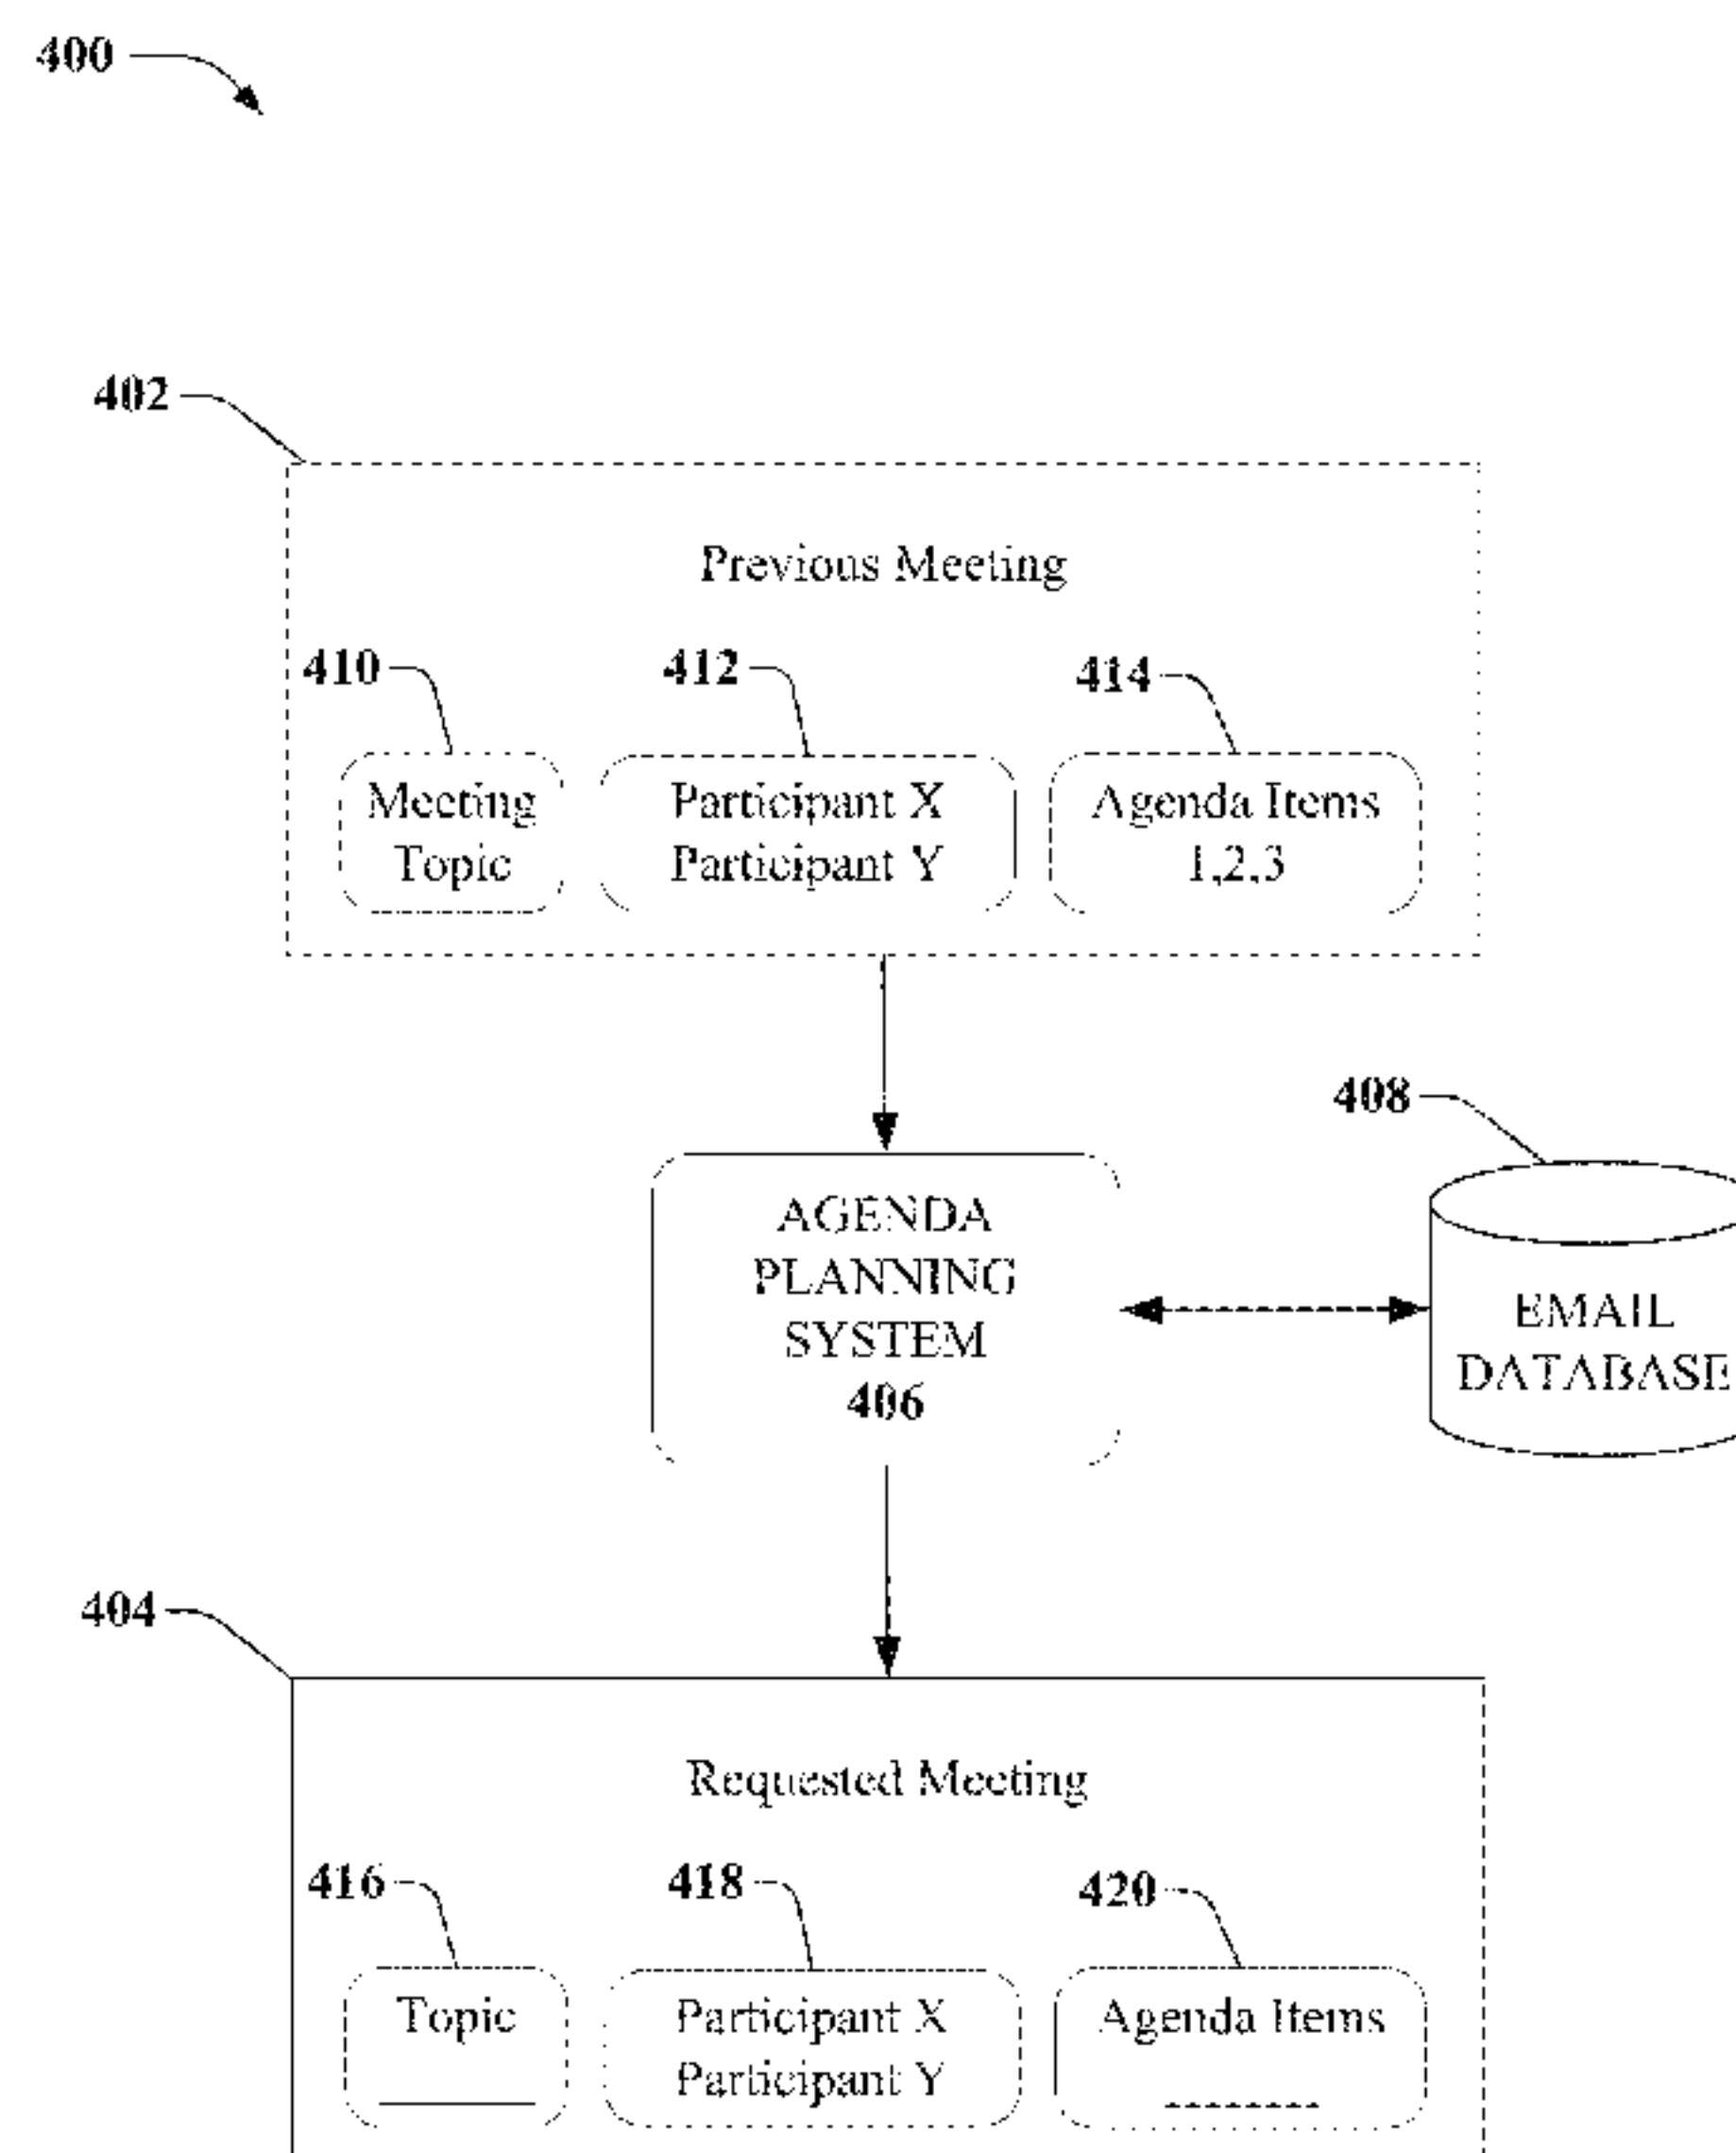 400
402
Previous Meeting
410
412
414
Meeting
Topic
Participant X
Participant Y
Agenda Items
1,2,3
408
AGENDA
PLANNING
SYSTEM
406
EMAIL
DATABASE
404
Requested Meeting
416
418
420
Topic
Participant X
Participant Y
Agenda Items